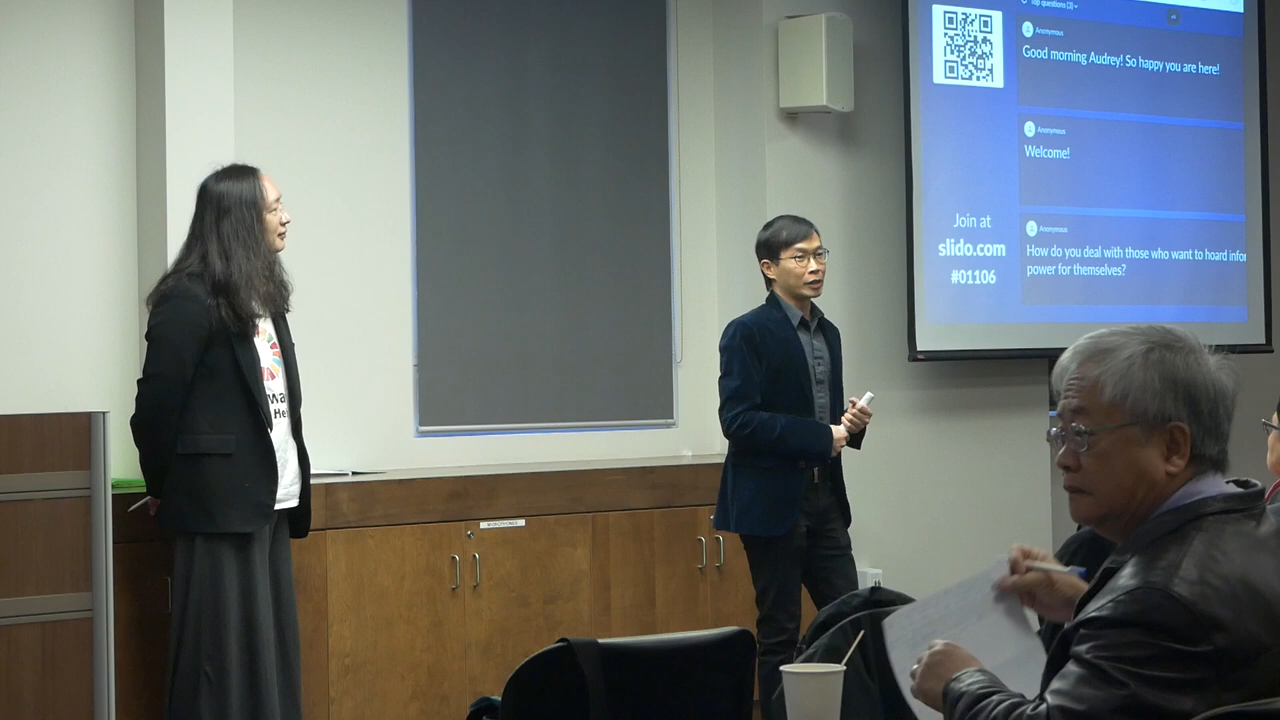 Top questions (3)
Anonymous
Good morning Audrey! So happy you are here!
Anonymous
Welcome!
Anonymous
How do you deal with those who want to hoard infor
power for themselves?
Join at
slido.com
#01106
MICROPHONES